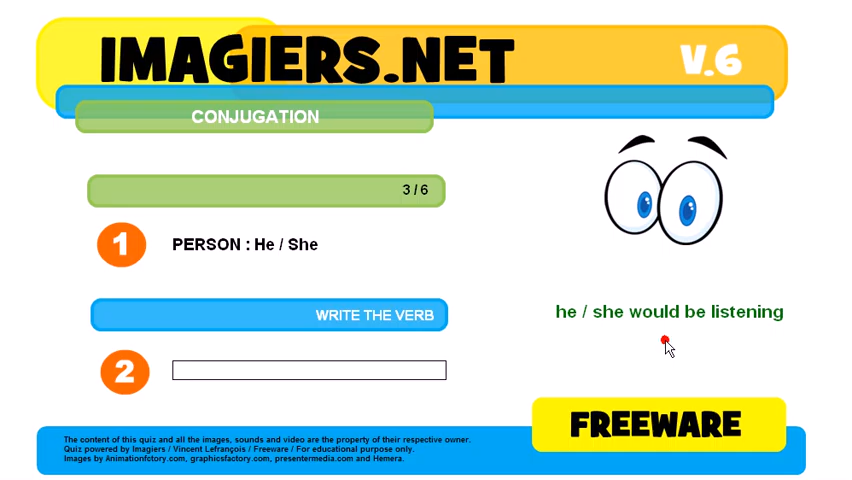 IMAGIERS.NET
V.6
CONJUGATION
3 / 6
1
PERSON : He / She
WRITE THE VERB
he / she would be listening
2
FREEWARE
The content of this quiz and all the images, sounds and video are the property of their respective owner.
Quiz powered by Imagiers / Vincent Lefrançois / Freeware / For educational purpose only.
Images by Animationfotory.com, graphicsfactory.com, presentermedia.com and Hemera.